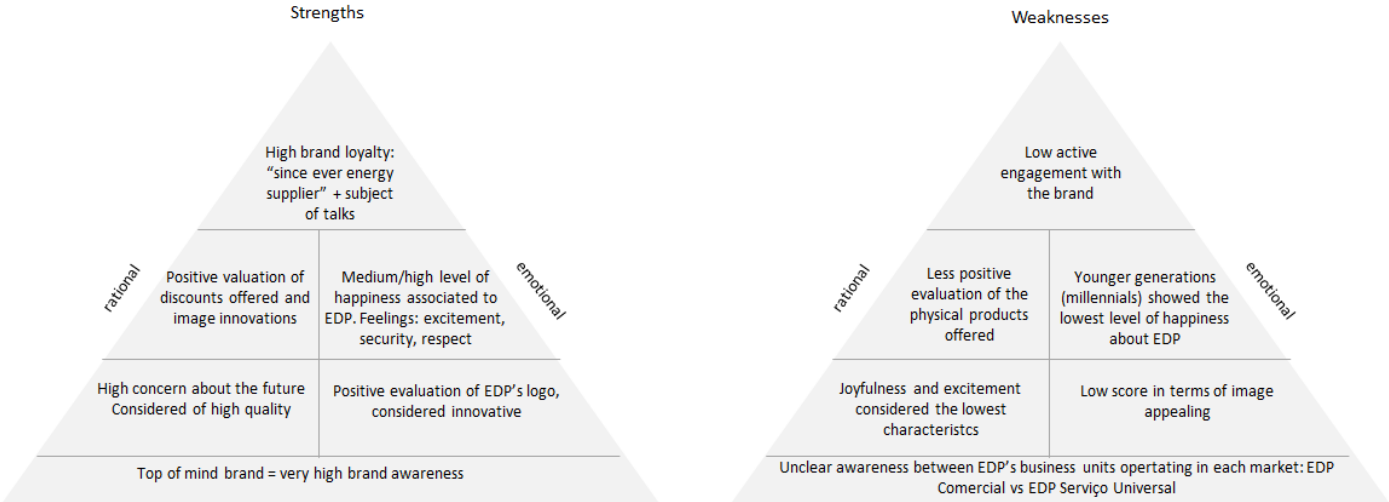 Strengths
High brand loyalty:
“since ever energy
supplier” + subject
of talks
rational
emotional
Positive valuation of
discounts offered and
image innovations
Medium/high level of
happiness associated to
EDP. Feelings: excitement,
security, respect
High concern about the future
Considered of high quality
Positive evaluation of EDP’s logo,
considered innovative
Top of mind brand = very high brand awareness
Weaknesses
Low active
engagement with
the brand
rational
emotional
Less positive
evaluation of the
physical products
offered
Younger generations
(millennials) showed the
lowest level of happiness
about EDP
Joyfulness and excitement
considered the lowest
characteristcs
Low score in terms of image
appealing
Unclear awareness between EDP’s business units opertating in each market: EDP
Comercial vs EDP Serviço Universal